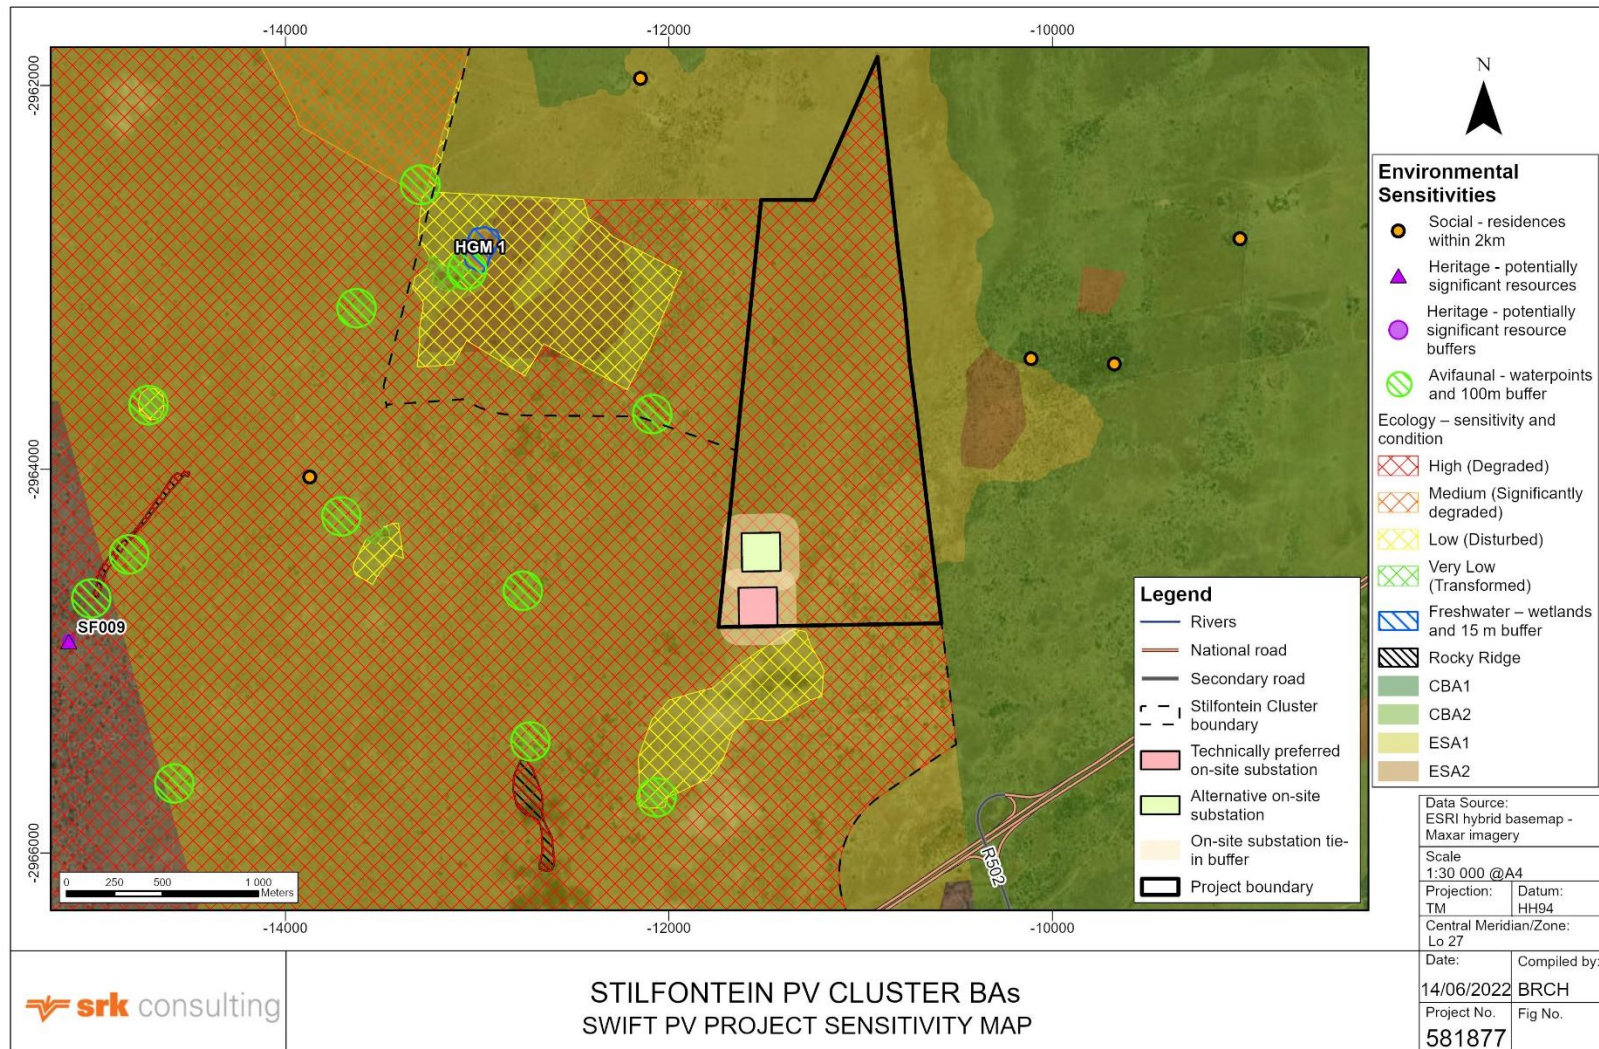 -14000
-12000
-10000
-2962000
-2964000
-2966000
HGM 1
SF009
R502
0 250 500 1 000
Meters
-14000
-12000
-10000
Legend
Rivers
National road
Secondary road
Stilfontein Cluster
boundary
Technically preferred
on-site substation
Alternative on-site
substation
On-site substation tie-
in buffer
Project boundary
N
Environmental
Sensitivities
Social - residences
within 2km
Heritage - potentially
significant resources
Heritage - potentially
significant resource
buffers
Avifaunal - waterpoints
and 100m buffer
Ecology – sensitivity and
condition
High (Degraded)
Medium (Significantly
degraded)
Low (Disturbed)
Very Low
(Transformed)
Freshwater – wetlands
and 15 m buffer
Rocky Ridge
CBA1
CBA2
ESA1
ESA2
Data Source:
ESRI hybrid basemap -
Maxar imagery
Scale
1:30 000 @A4
Projection: Datum:
TM HH94
Central Meridian/Zone:
Lo 27
Date: Compiled by:
14/06/2022 BRCH
Project No. Fig No.
581877
srk consulting
STILFONTEIN PV CLUSTER BAs
SWIFT PV PROJECT SENSITIVITY MAP